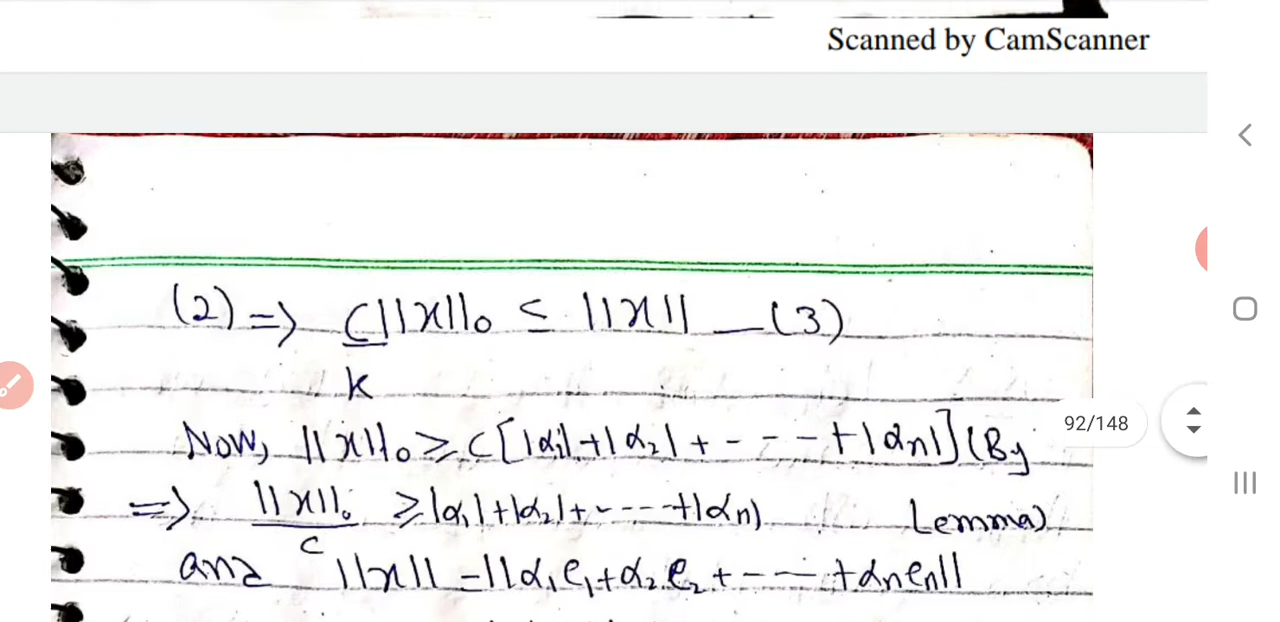 Scanned by CamScanner
(2) => C||x||₀ ≤ ||x|| —(3)
K
Now, ||x||₀ ≥ C[|α₁|+|α₂|+ - - - +|αn|] (By
=> ||x||₀ ≥ |α₁|+|α₂|+ - - - - +|αn| Lemma)
C
and ||x|| = ||α₁e₁+α₂e₂+ - - - +αnen||
92/148